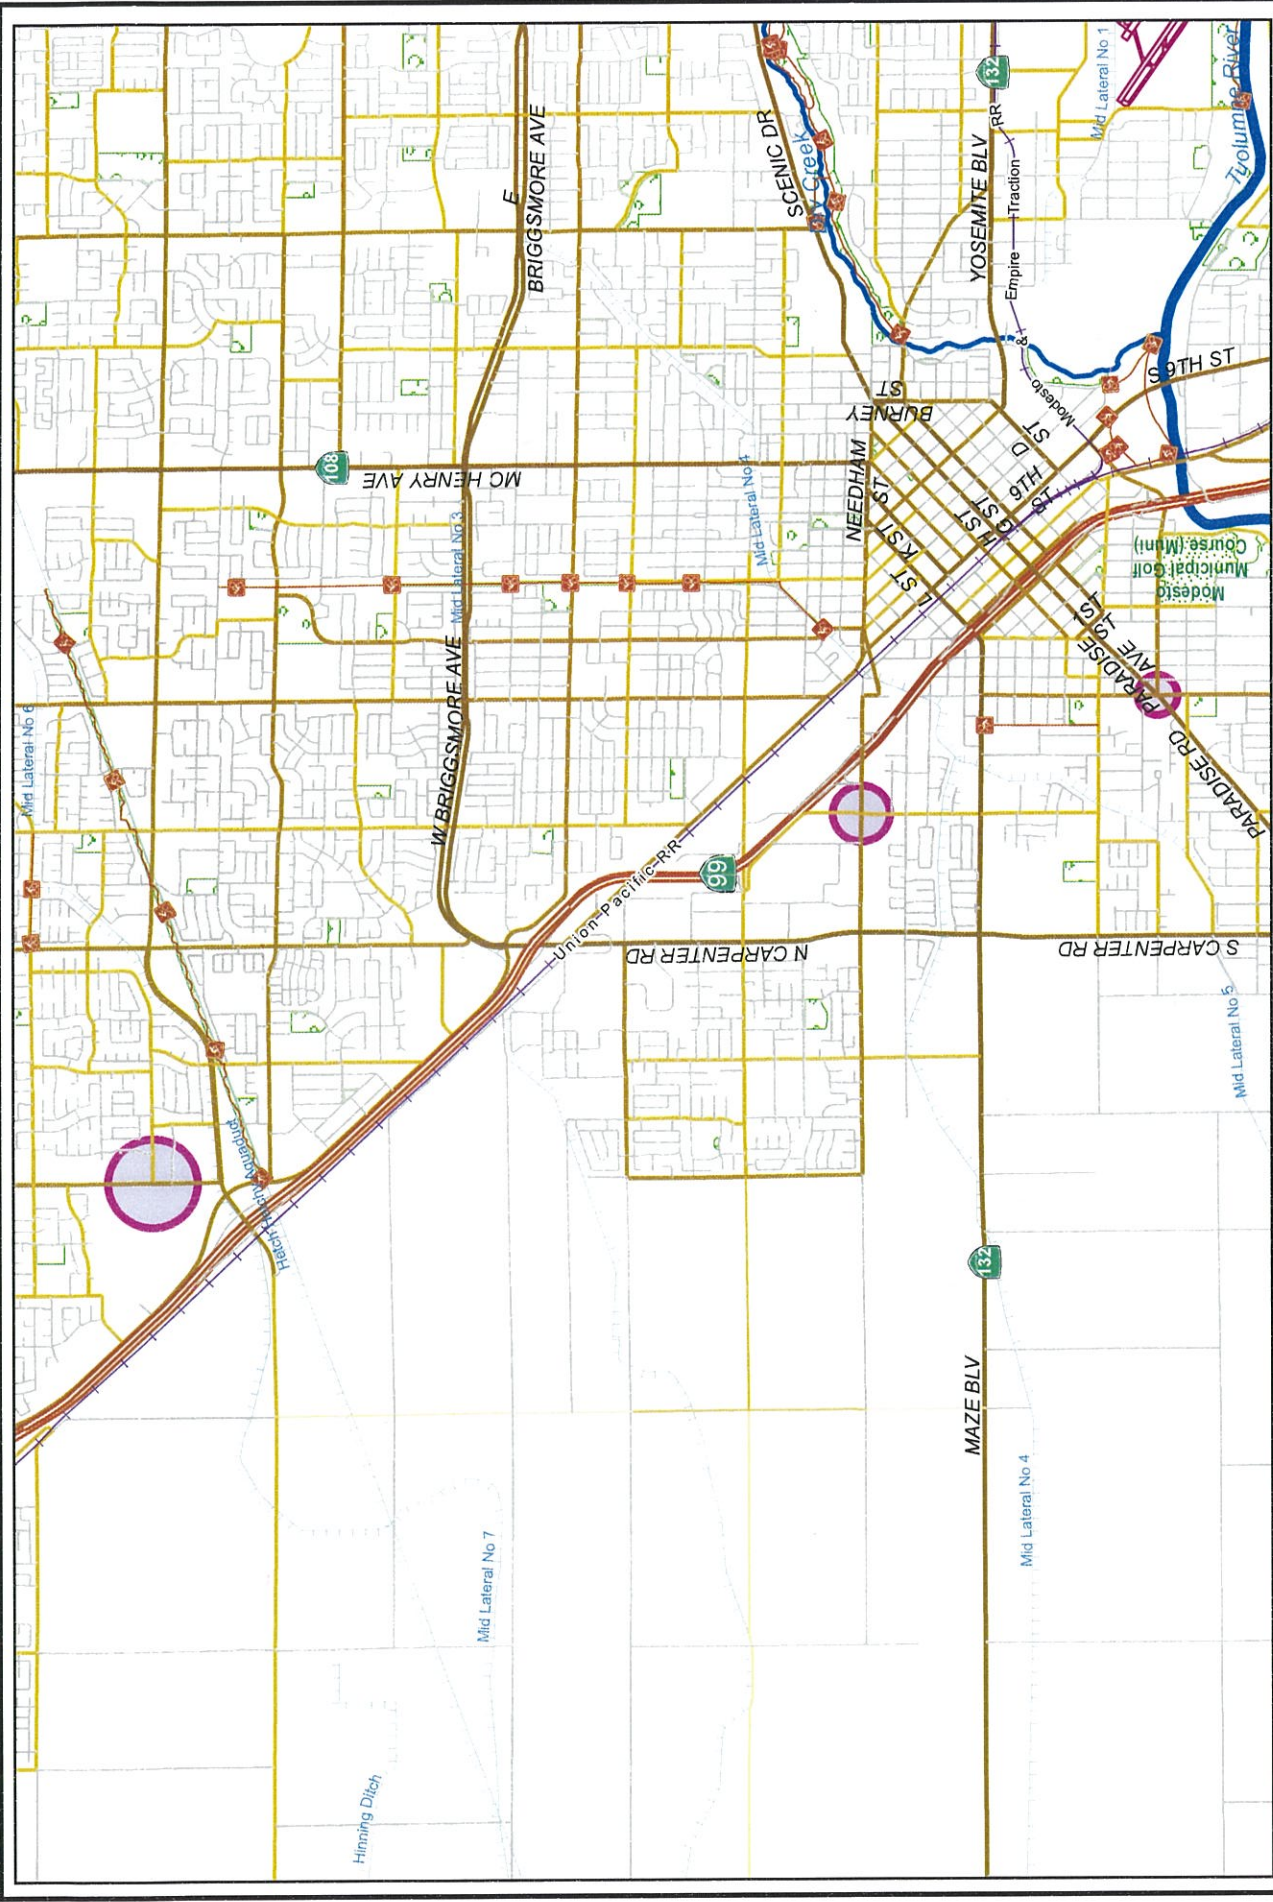 Mid Lateral No 6
Hetch Hetchy Aquaduct
Hinning Ditch
Mid Lateral No 7
108
MC HENRY AVE
Mid Lateral No 3
W BRIGGSMORE AVE
E
BRIGGSMORE AVE
Union Pacific RR
99
N CARPENTER RD
S CARPENTER RD
Mid Lateral No 4
SCENIC DR
Creek
NEEDHAM
ST
BURNEY
ST
YOSEMITE BLV
132
RR
Empire
Traction
&
Modesto
Mid Lateral No 1
Tuolumne River
S 9TH ST
D ST
9TH
ST
G ST
H ST
K ST
L ST
Modesto
Municipal Golf
Course (Muni)
PARADISE
AVE
PARADISE RD
PARADISE RD
MAZE BLV
132
Mid Lateral No 4
Mid Lateral No 5